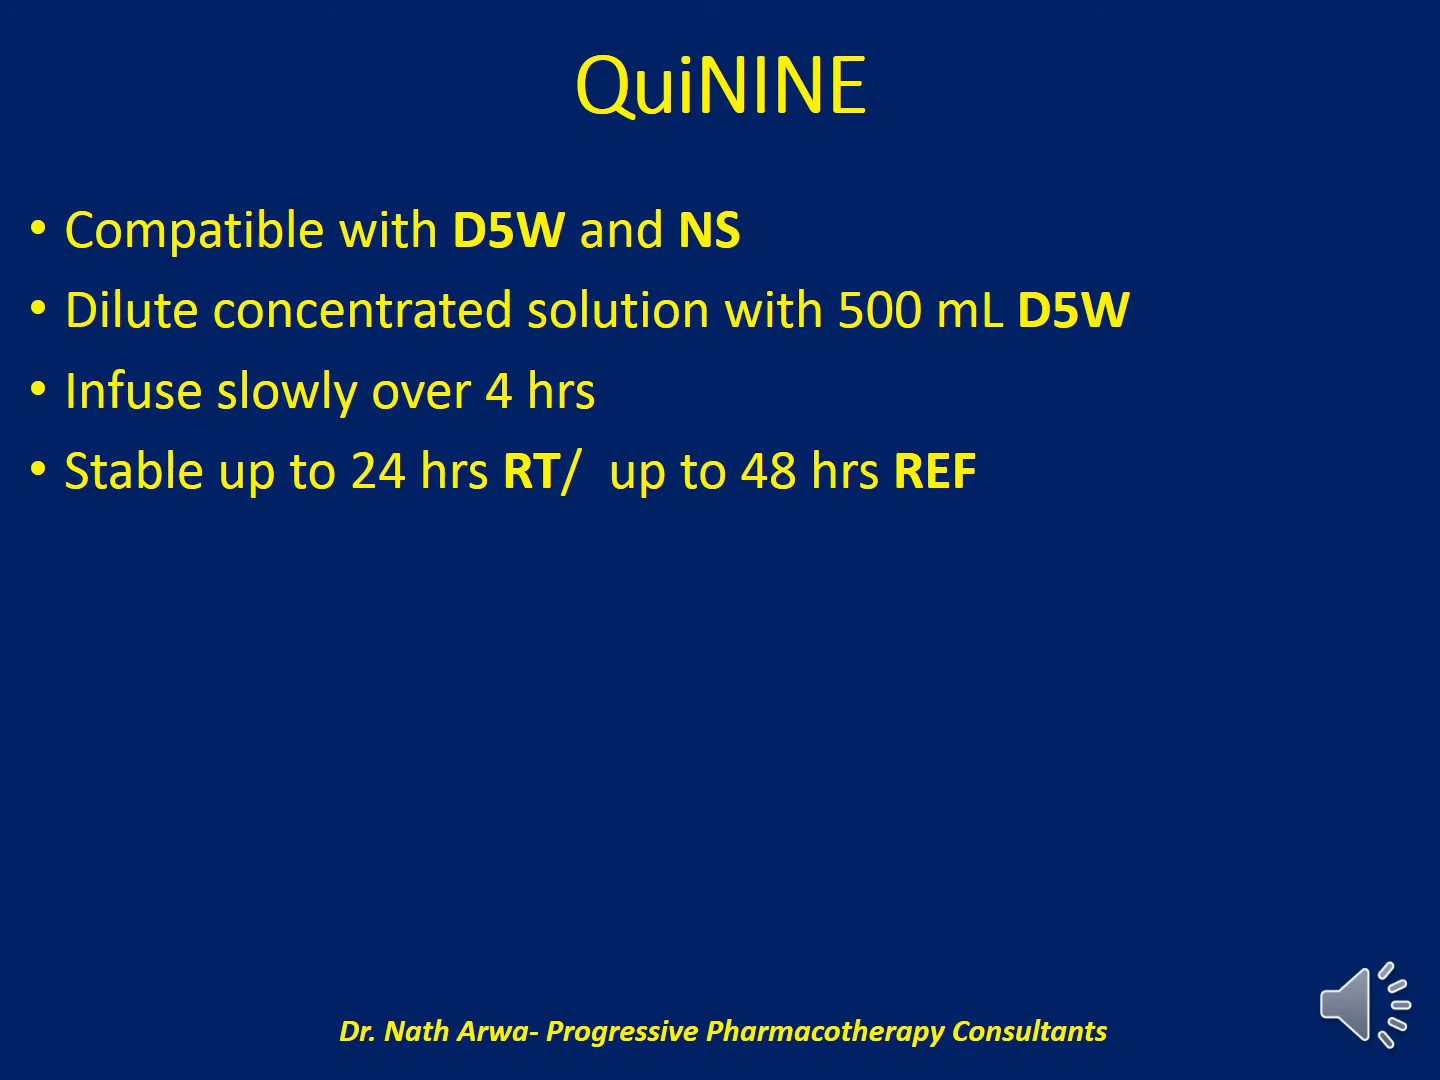 QuiNINE
• Compatible with D5W and NS
• Dilute concentrated solution with 500 mL D5W
• Infuse slowly over 4 hrs
• Stable up to 24 hrs RT/  up to 48 hrs REF
Dr. Nath Arwa- Progressive Pharmacotherapy Consultants